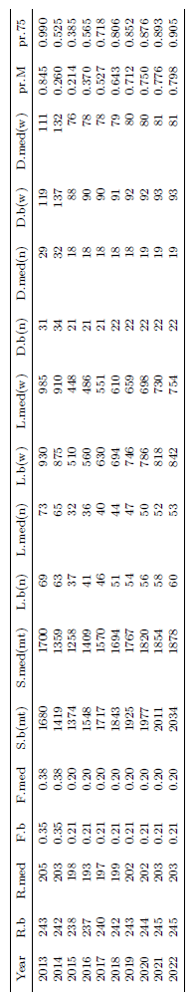 Year R.b R.med F.b F.med S.b(mt) S.med(mt) L.b(n) L.med(n) L.b(w) L.med(w) D.b(n) D.med(n) D.b(w) D.med(w) pr.M pr.75
2013 243 205 0.35 0.38 1680 1700 69 73 930 985 31 29 119 111 0.845 0.990
2014 242 203 0.35 0.38 1419 1359 63 65 875 910 34 32 137 132 0.260 0.525
2015 238 198 0.21 0.20 1374 1258 37 32 510 448 21 18 88 76 0.214 0.385
2016 237 193 0.21 0.20 1548 1409 41 36 560 486 21 18 90 78 0.370 0.565
2017 240 197 0.21 0.20 1717 1570 46 40 630 551 21 18 90 78 0.527 0.718
2018 242 199 0.21 0.20 1843 1694 51 44 694 610 22 18 91 79 0.643 0.806
2019 243 202 0.21 0.20 1925 1767 54 47 746 659 22 18 92 80 0.712 0.852
2020 244 202 0.21 0.20 1977 1820 56 50 786 698 22 19 92 80 0.750 0.876
2021 245 203 0.21 0.20 2011 1854 58 52 818 730 22 19 93 81 0.776 0.893
2022 245 203 0.21 0.20 2034 1878 60 53 842 754 22 19 93 81 0.798 0.905